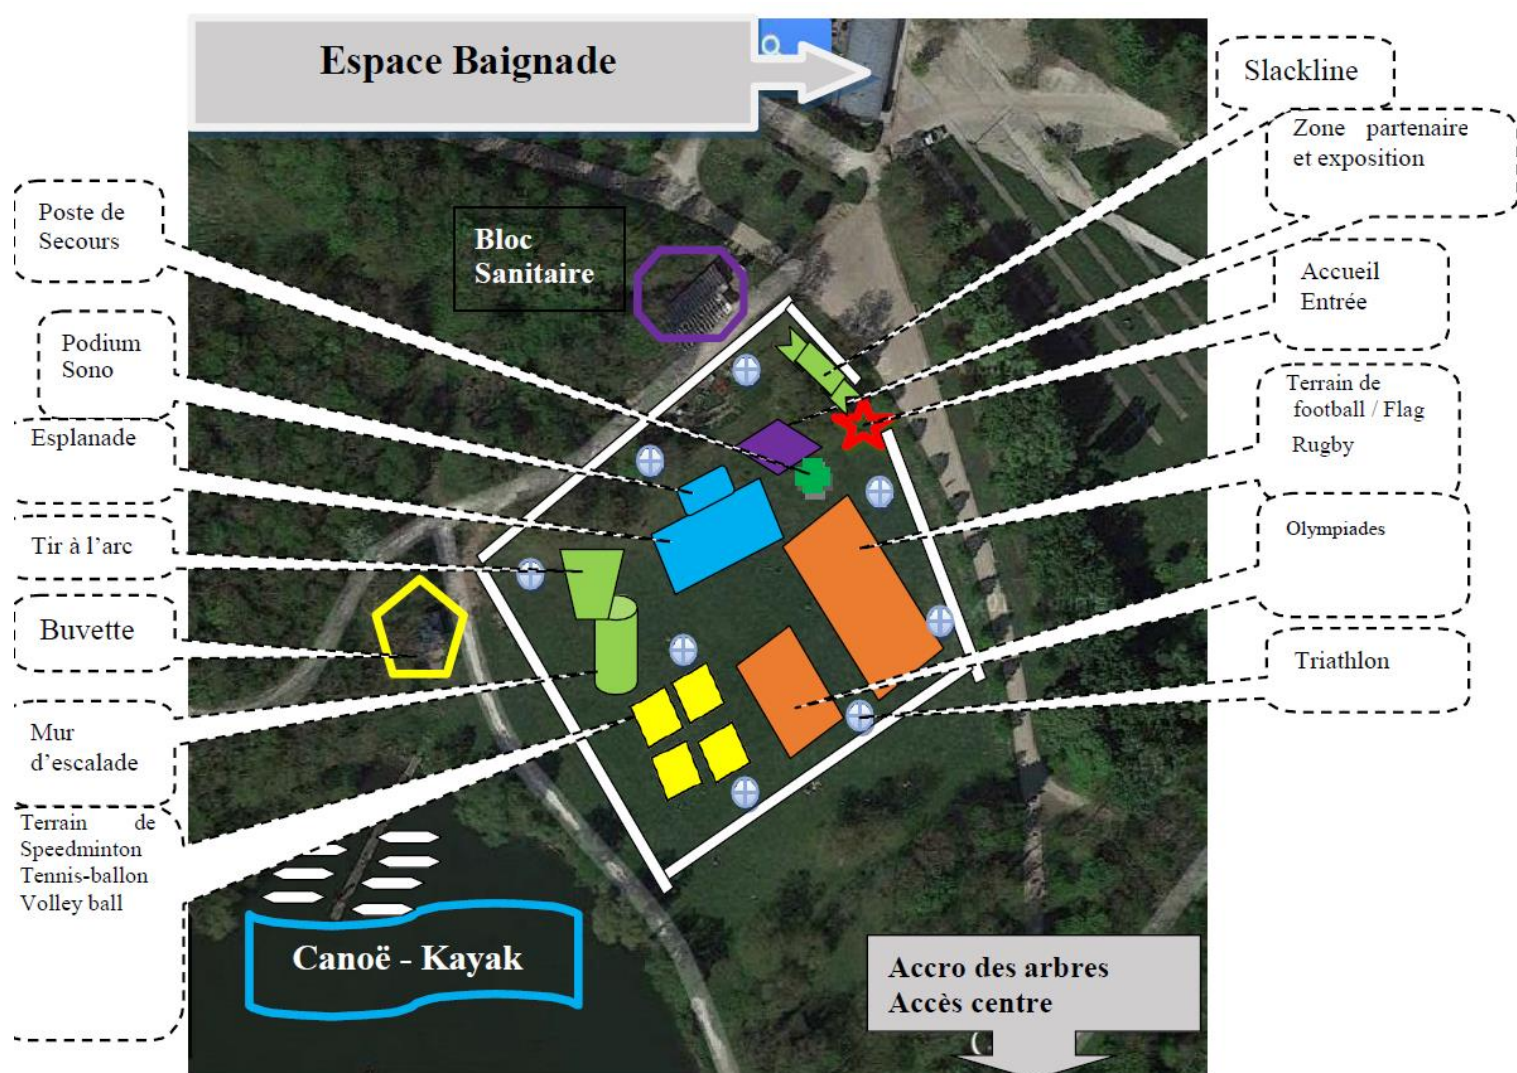 Espace Baignade
Slackline
Zone partenaire
et exposition
Poste de
Secours
Bloc
Sanitaire
Accueil
Entrée
Podium
Sono
Terrain de
football / Flag
Rugby
Esplanade
Olympiades
Tir à l'arc
Buvette
Triathlon
Mur
d'escalade
Terrain de
Speedminton
Tennis-ballon
Volley ball
Canoë - Kayak
Accro des arbres
Accès centre